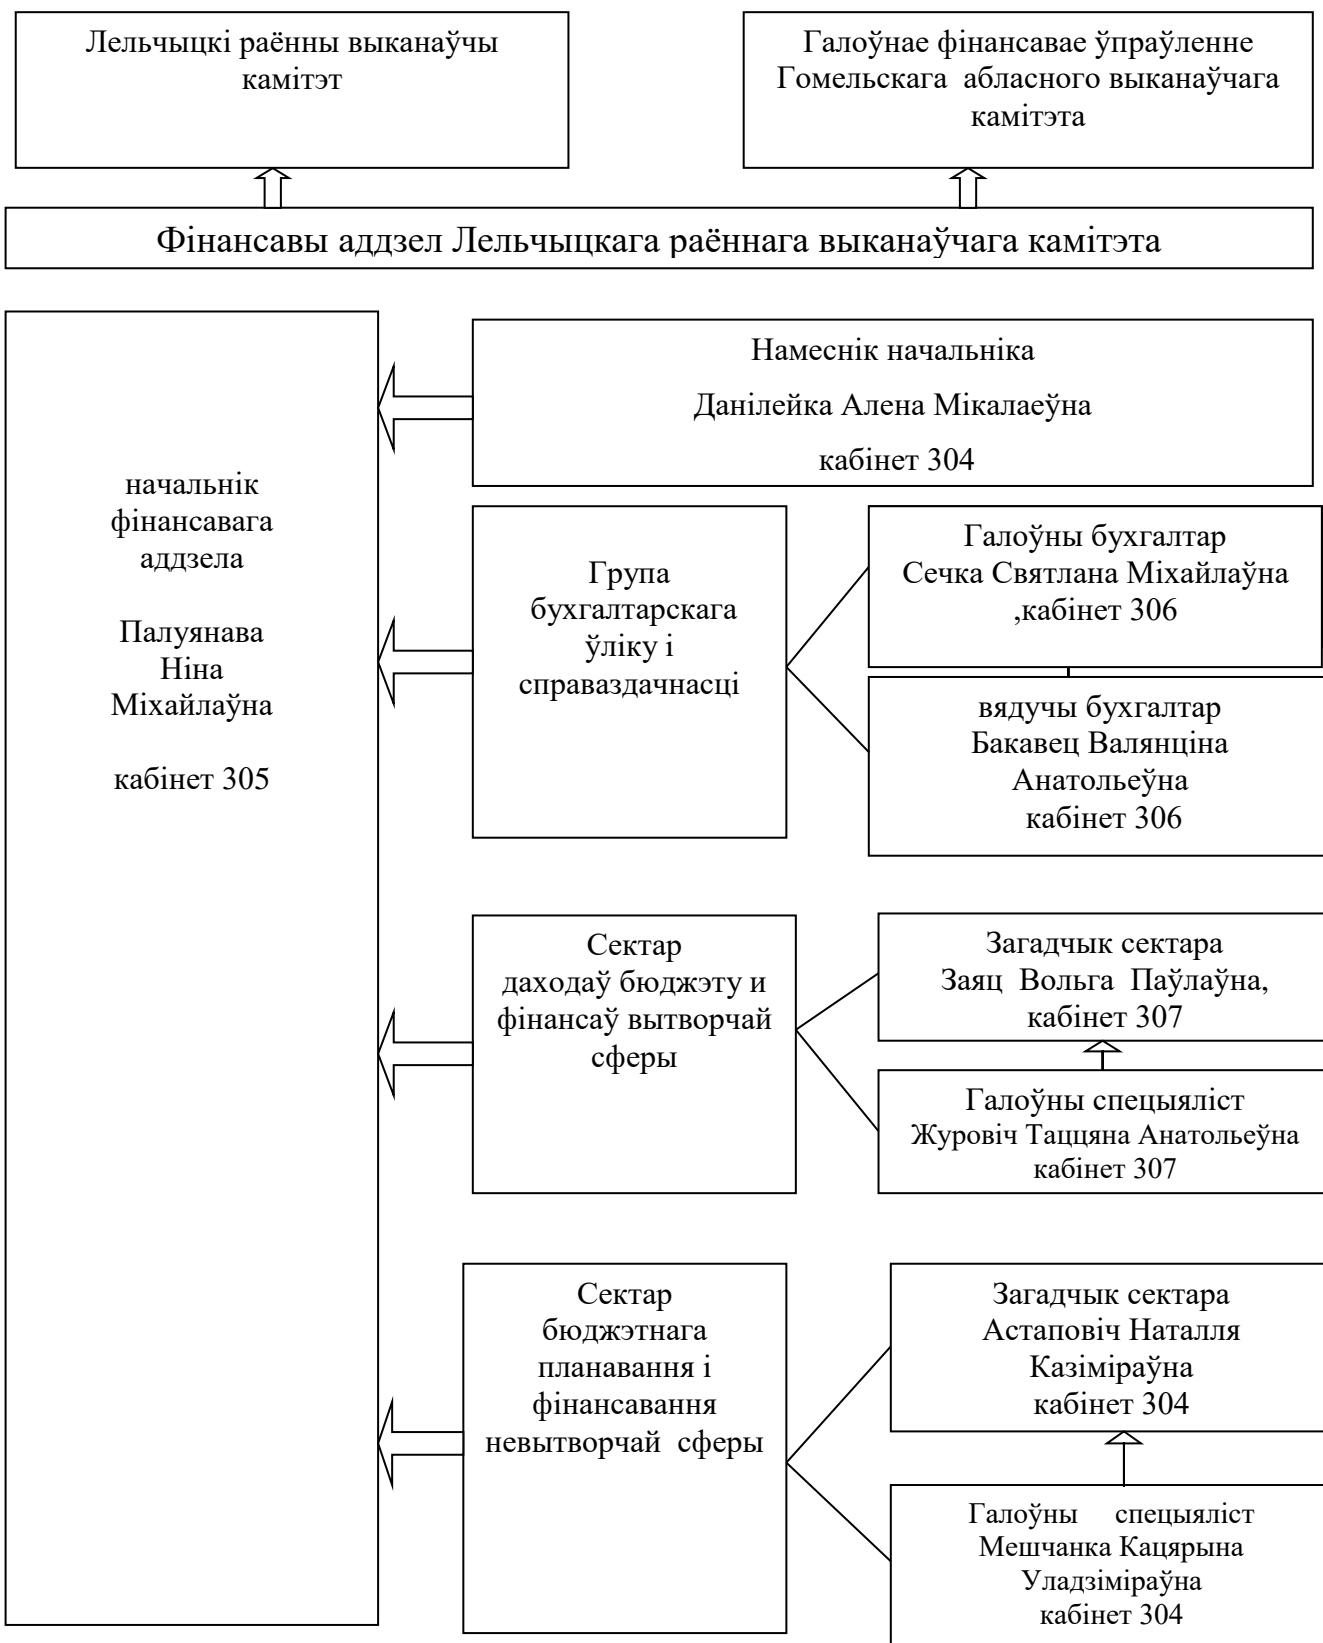 Лельчыцкі раённы выканаўчы
камітэт
Галоўнае фінансавае ўпраўленне
Гомельскага абласного выканаўчага
камітэта
Фінансавы аддзел Лельчыцкага раённага выканаўчага камітэта
начальнік
фінансавага
аддзела
Палуянава
Ніна
Міхайлаўна
кабінет 305
Намеснік начальніка
Данілейка Алена Мікалаеўна
кабінет 304
Група
бухгалтарскага
ўліку і
справаздачнасці
Галоўны бухгалтар
Сечка Святлана Міхайлаўна
,кабінет 306
вядучы бухгалтар
Бакавец Валянціна
Анатольеўна
кабінет 306
Сектар
даходаў бюджэту и
фінансаў вытворчай
сферы
Загадчык сектара
Заяц Вольга Паўлаўна,
кабінет 307
Галоўны спецыяліст
Журовіч Таццяна Анатольеўна
кабінет 307
Сектар
бюджэтнага
планавання і
фінансавання
невытворчай сферы
Загадчык сектара
Астаповіч Наталля
Казіміраўна
кабінет 304
Галоўны спецыяліст
Мешчанка Кацярына
Уладзіміраўна
кабінет 304